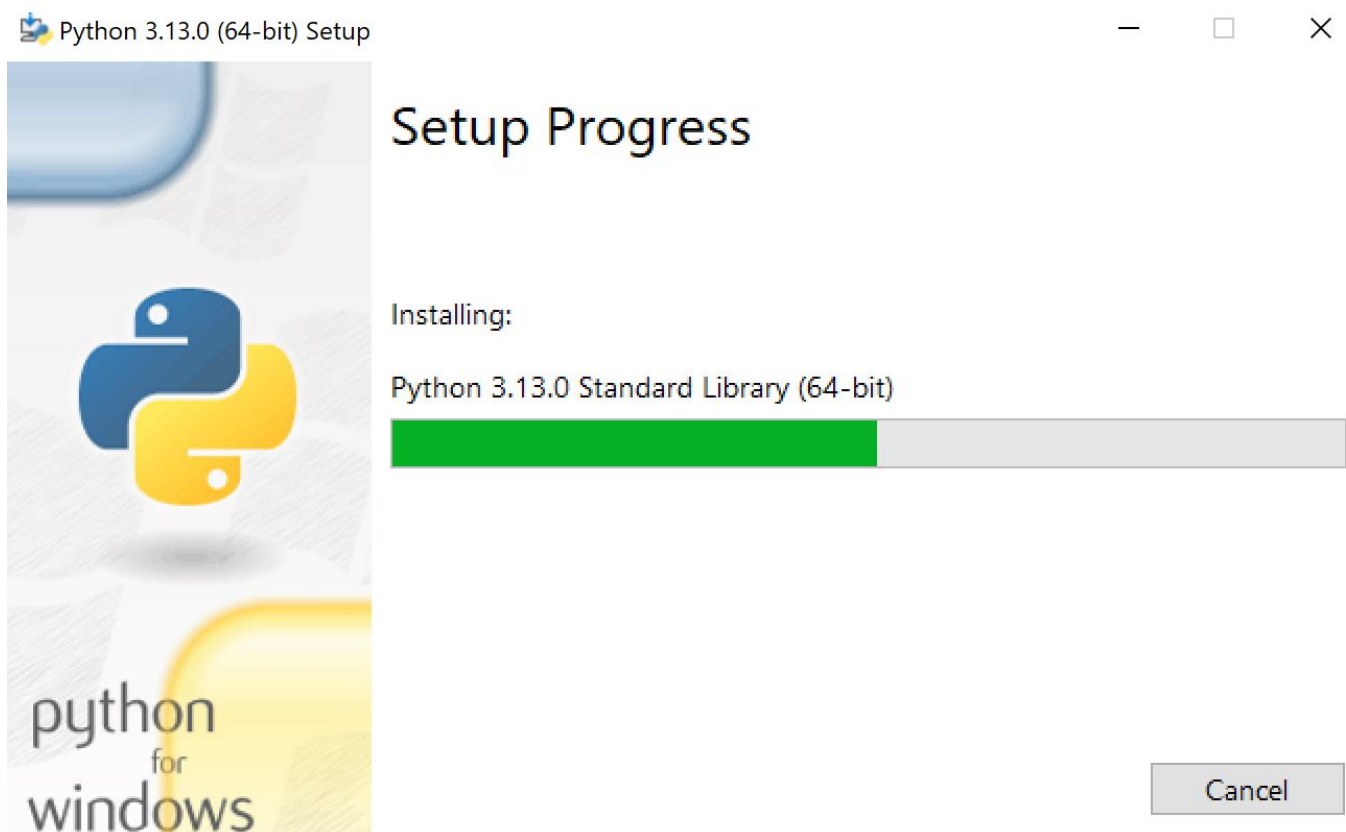 Python 3.13.0 (64-bit) Setup
Setup Progress
Installing:
Python 3.13.0 Standard Library (64-bit)
python
for
windows
Cancel